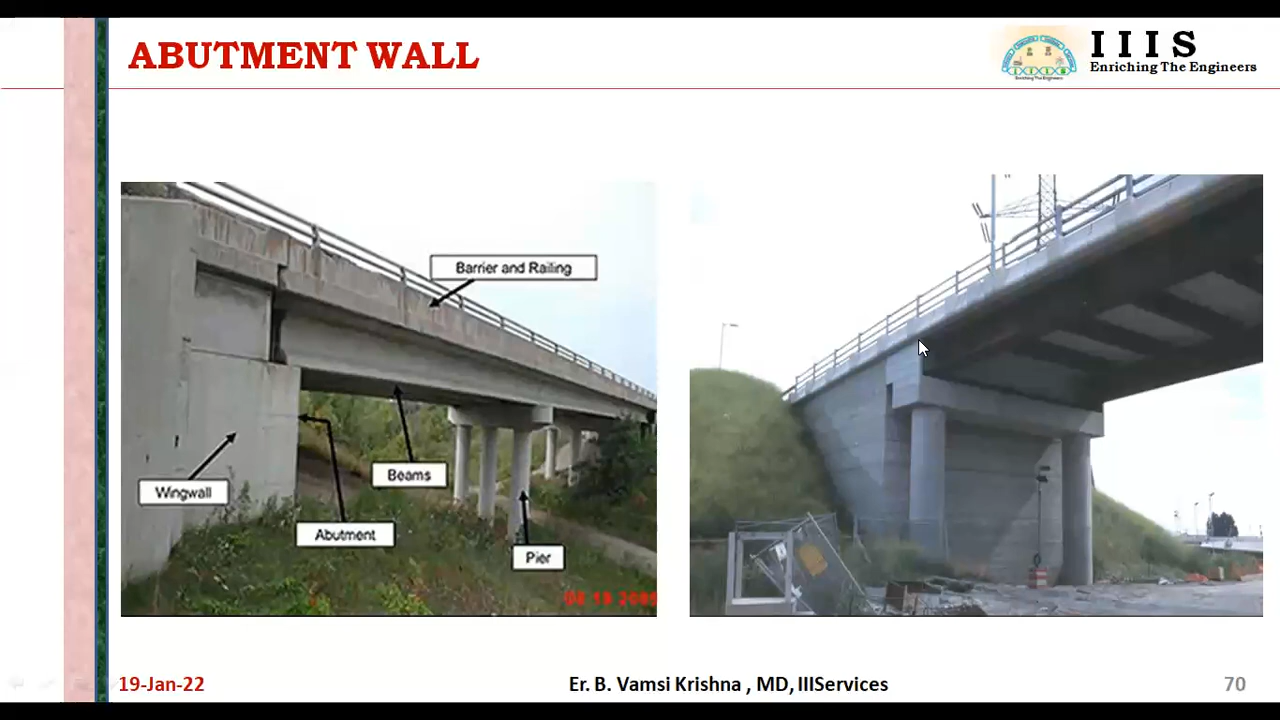 ABUTMENT WALL
I I I S
Enriching The Engineers
Barrier and Railing
Beams
Wingwall
Abutment
Pier
19-Jan-22
Er. B. Vamsi Krishna , MD, IIIServices
70